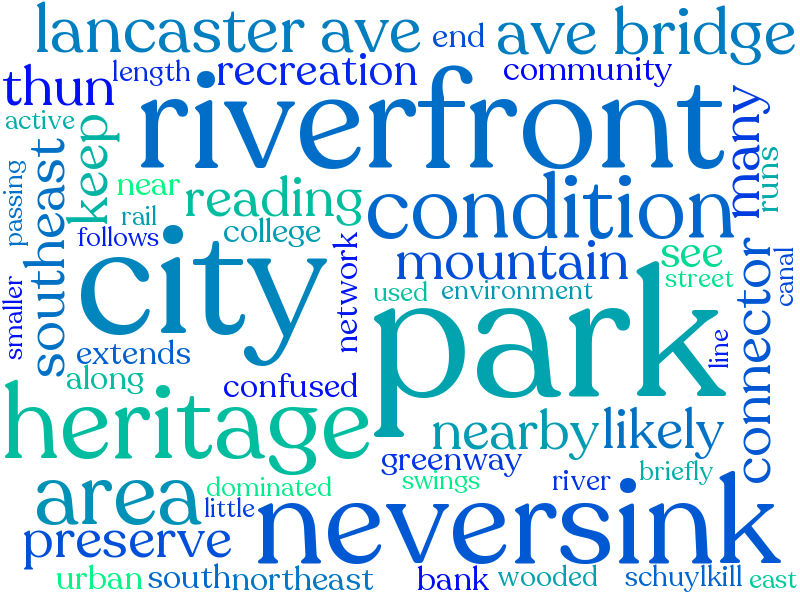 lancaster ave
end
ave bridge
thun
length
recreation
community
riverfront
active
keep
many
southeast
near
reading
condition
runs
passing
rail
follows
college
city
network
mountain
see
street
connector
canal
smaller
used
environment
park
line
extends
along
confused
heritage
nearby
likely
greenway
area
dominated
swings
river
briefly
little
neversink
preserve
urban
south
northeast
bank
wooded
schuylkill
east